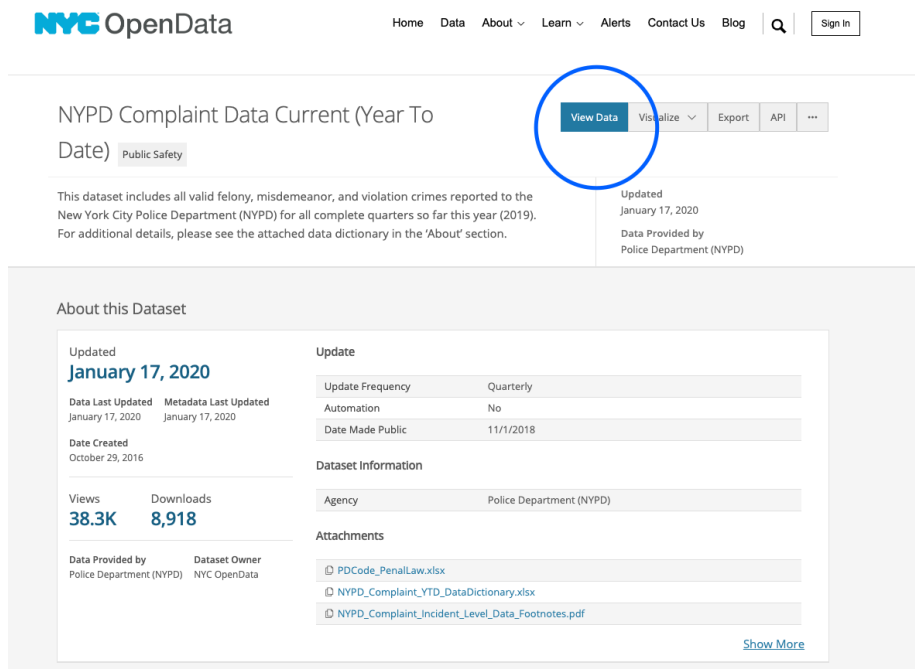 NYC OpenData
Home Data About Learn Alerts Contact Us Blog Sign In
NYPD Complaint Data Current (Year To
Date) Public Safety
View Data Visualize Export API ...
This dataset includes all valid felony, misdemeanor, and violation crimes reported to the
New York City Police Department (NYPD) for all complete quarters so far this year (2019).
For additional details, please see the attached data dictionary in the ‘About’ section.
Updated
January 17, 2020
Data Provided by
Police Department (NYPD)
About this Dataset
Updated
January 17, 2020
Data Last Updated Metadata Last Updated
January 17, 2020 January 17, 2020
Date Created
October 29, 2016
Views Downloads
38.3K 8,918
Data Provided by Dataset Owner
Police Department (NYPD) NYC OpenData
Update
Update Frequency Quarterly
Automation No
Date Made Public 11/1/2018
Dataset Information
Agency Police Department (NYPD)
Attachments
PDCode_PenalLaw.xlsx
NYPD_Complaint_YTD_DataDictionary.xlsx
NYPD_Complaint_Incident_Level_Data_Footnotes.pdf
Show More